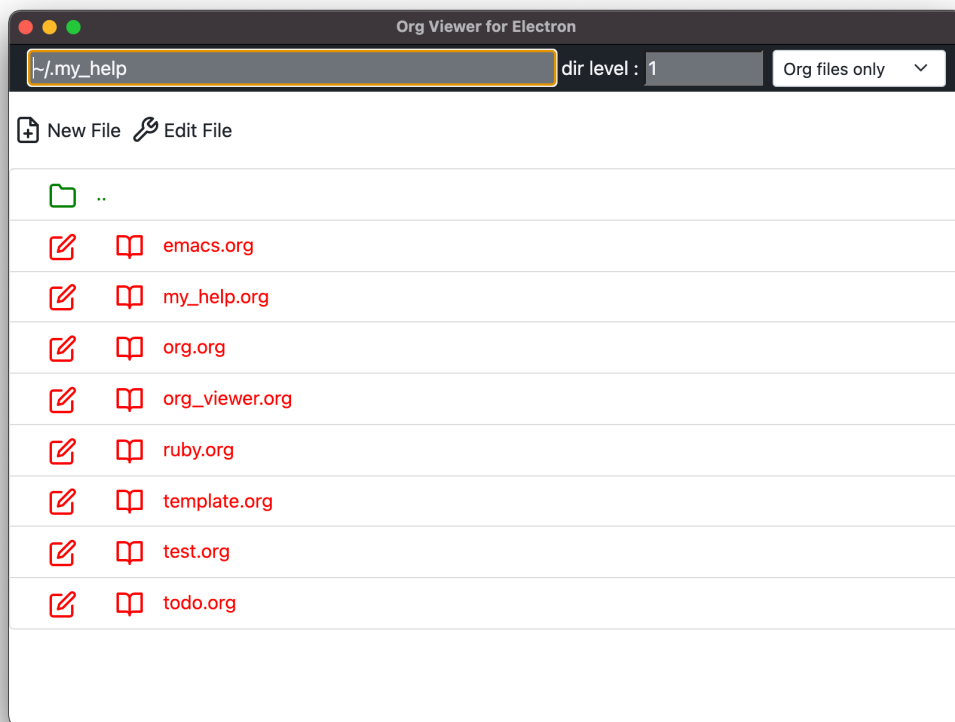 Org Viewer for Electron
~/.my_help dir level : 1 Org files only
New File Edit File
..
emacs.org
my_help.org
org.org
org_viewer.org
ruby.org
template.org
test.org
todo.org